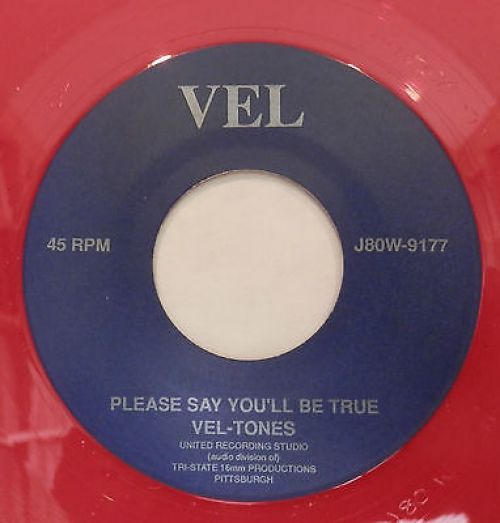 VEL
45 RPM
J80W-9177
PLEASE SAY YOU'LL BE TRUE
VEL-TONES
UNITED RECORDING STUDIO
(audio division of)
TRI-STATE 16mm PRODUCTIONS
PITTSBURGH